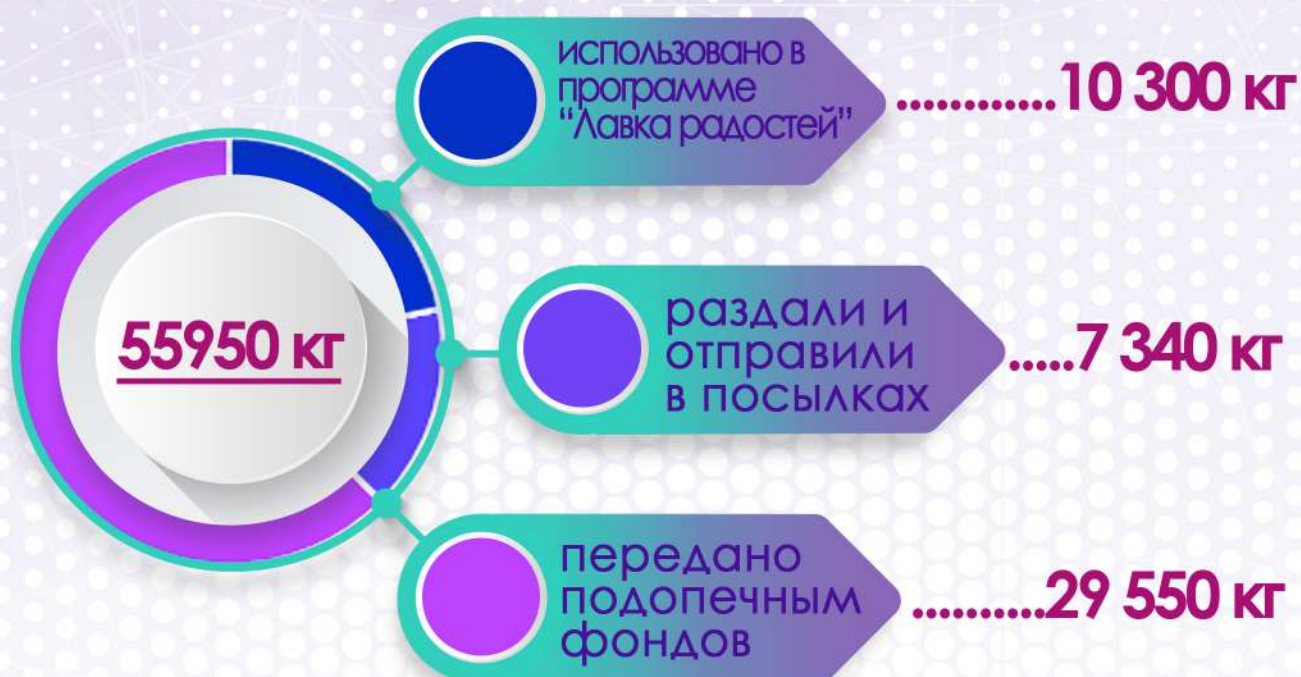 использовано в
программе
“Лавка радостей”
............10 300 кг
55950 кг
раздали и
отправили
в посылках
.....7 340 кг
передано
подопечным
фондов
..........29 550 кг